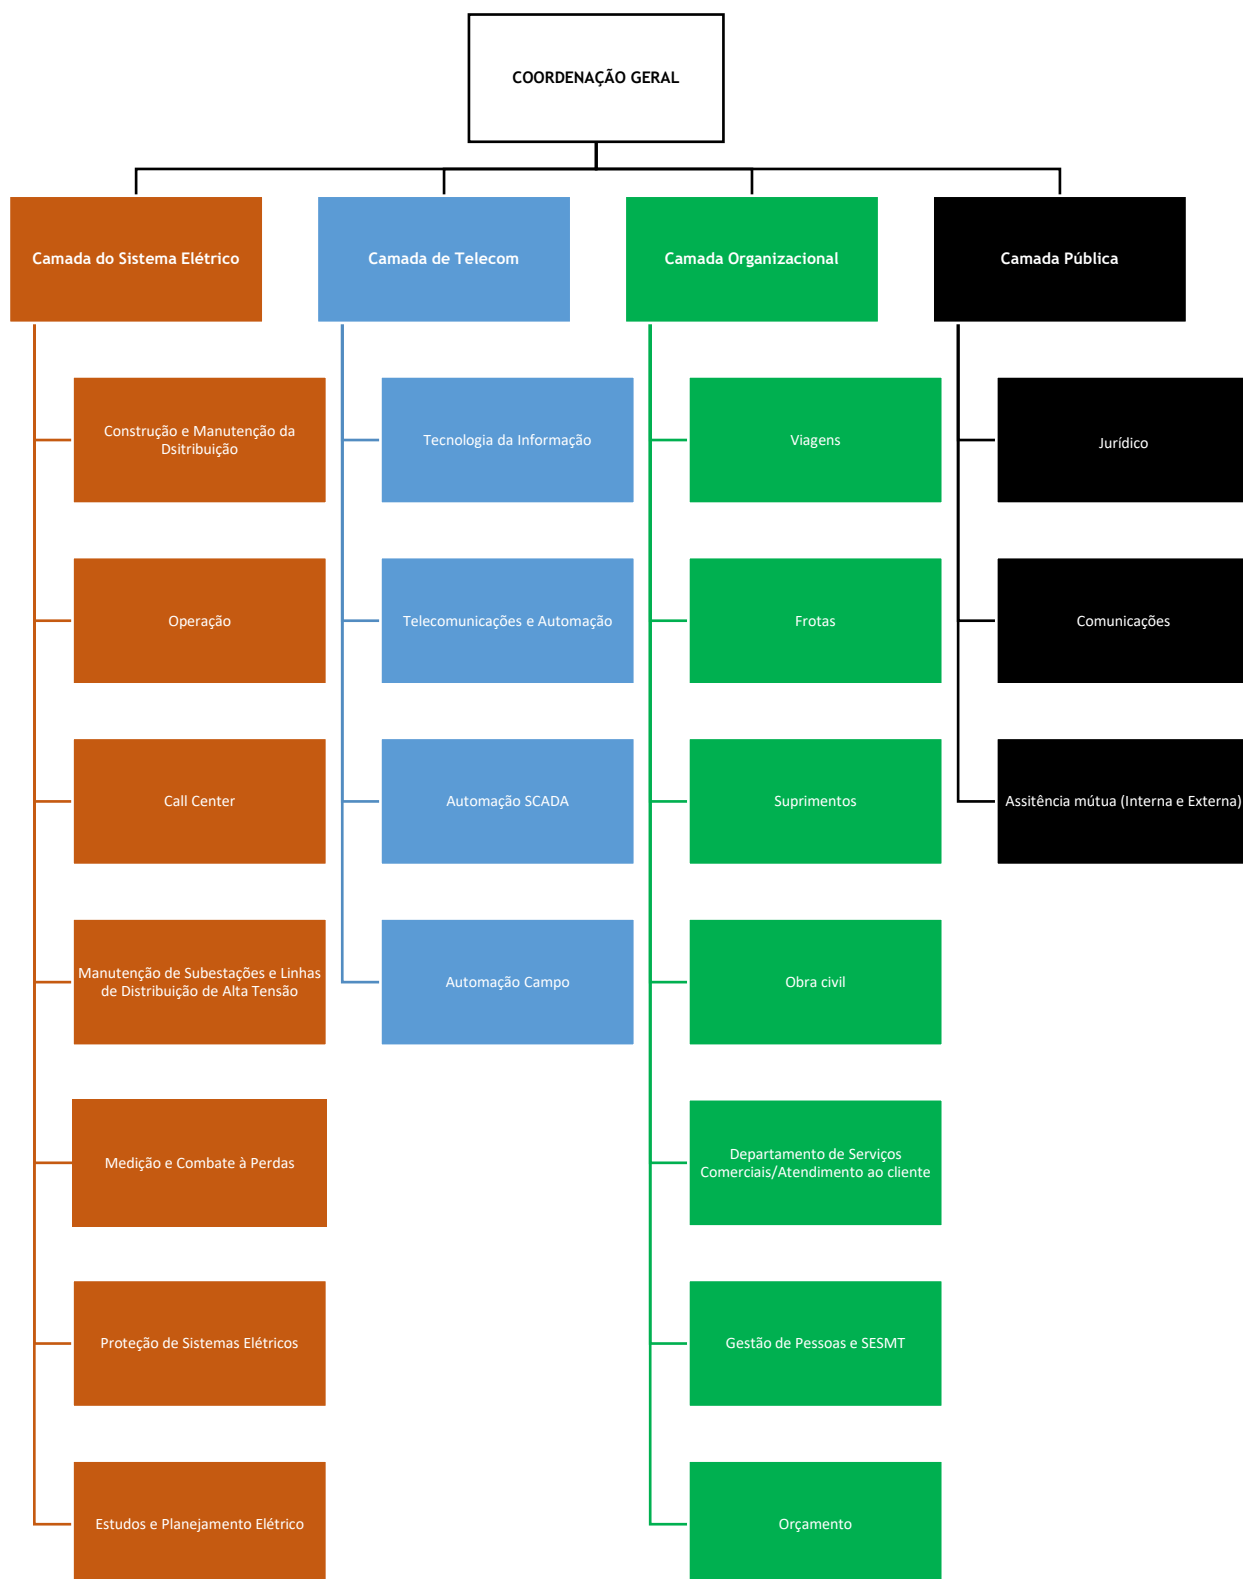 COORDENAÇÃO GERAL
Camada do Sistema Elétrico
Camada de Telecom
Camada Organizacional
Camada Pública
Construção e Manutenção da
Dsitribuição
Tecnologia da Informação
Viagens
Jurídico
Operação
Telecomunicações e Automação
Frotas
Comunicações
Call Center
Automação SCADA
Suprimentos
Assitência mútua (Interna e Externa)
Manutenção de Subestações e Linhas
de Distribuição de Alta Tensão
Automação Campo
Obra civil
Medição e Combate à Perdas
Departamento de Serviços
Comerciais/Atendimento ao cliente
Proteção de Sistemas Elétricos
Gestão de Pessoas e SESMT
Estudos e Planejamento Elétrico
Orçamento